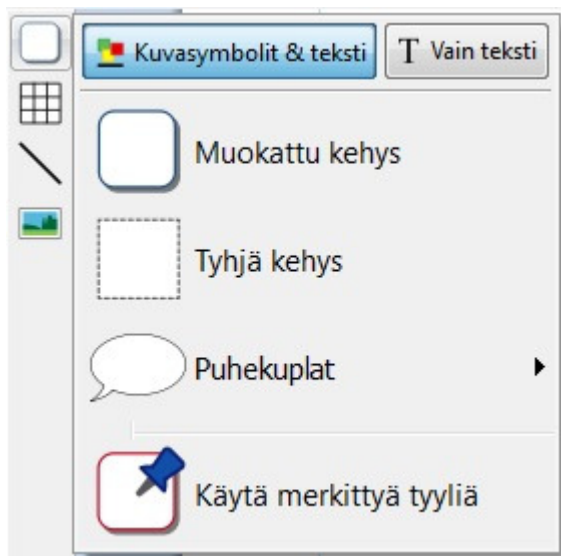 Kuvasymbolit & teksti
T Vain teksti
Muokattu kehys
Tyhjä kehys
Puhekuplat
Käytä merkittyä tyyliä